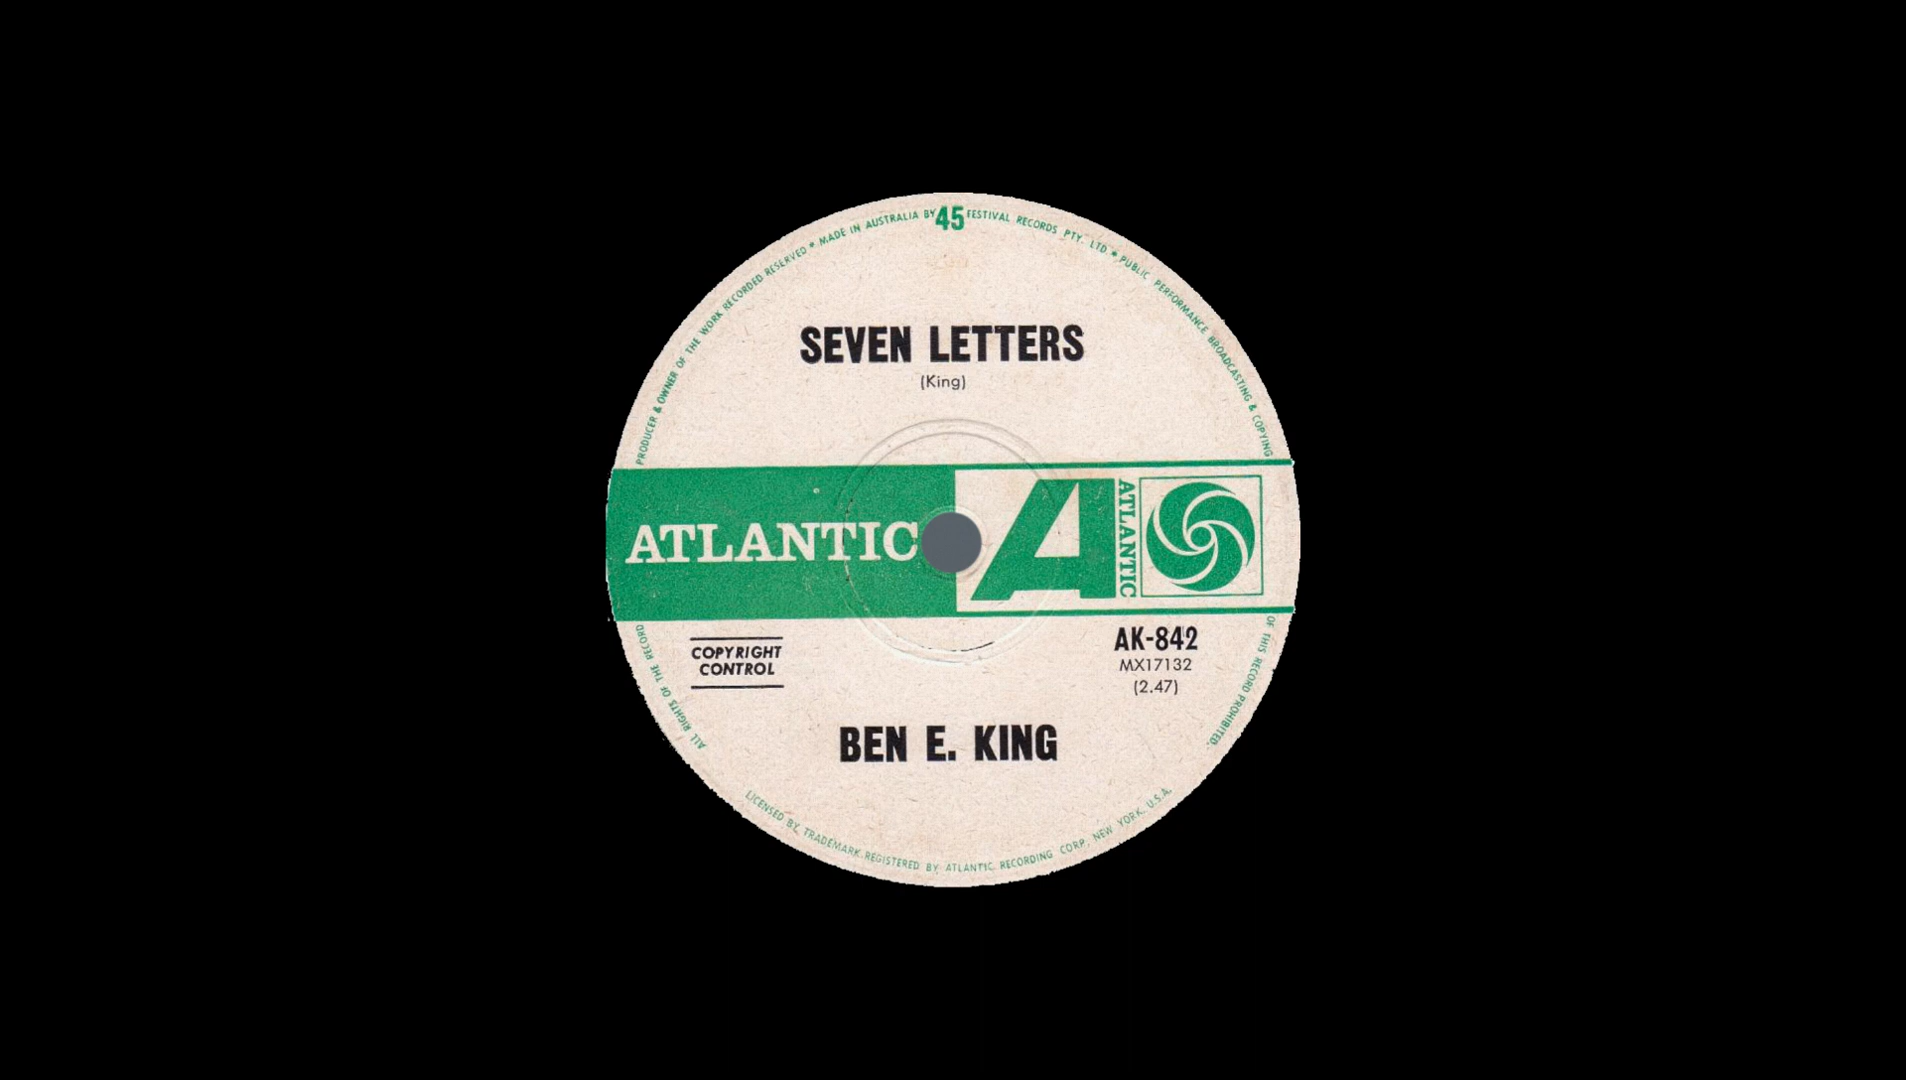 PRODUCER & OWNER OF THE WORK RECORDED RESERVED * MADE IN AUSTRALIA BY 45 FESTIVAL RECORDS PTY. LTD. * PUBLIC PERFORMANCE BROADCASTING & COPYING
SEVEN LETTERS
(King)
ATLANTIC
A
ATLANTIC
COPYRIGHT
CONTROL
AK-842
MX17132
(2.47)
BEN E. KING
ALL RIGHTS OF THE RECORD
OF THIS RECORD PROHIBITED.
LICENSED BY, TRADEMARK REGISTERED BY ATLANTIC RECORDING CORP. NEW YORK. U.S.A.